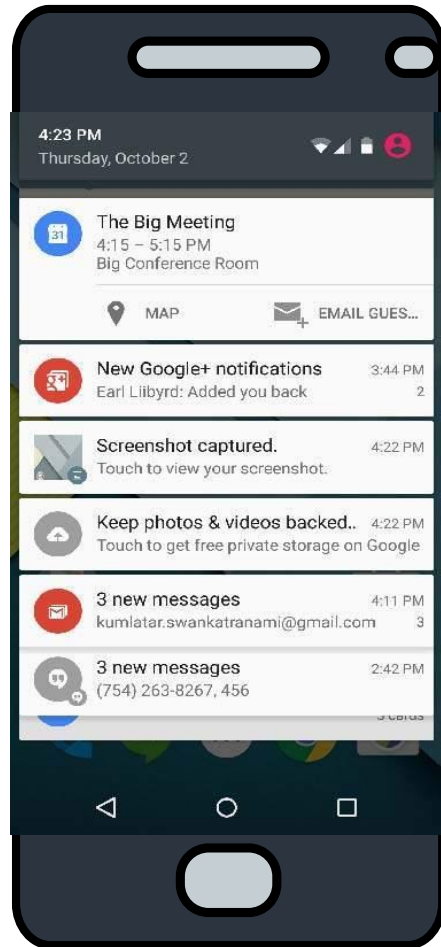 4:23 PM
Thursday, October 2
31
The Big Meeting
4:15 – 5:15 PM
Big Conference Room
MAP EMAIL GUES...
New Google+ notifications 3:44 PM
Earl Liibyrd: Added you back 2
Screenshot captured. 4:22 PM
Touch to view your screenshot.
Keep photos & videos backed.. 4:22 PM
Touch to get free private storage on Google
3 new messages 4:11 PM
kumlatar.swankatranami@gmail.com 3
3 new messages 2:42 PM
(754) 263-8267, 456
3 cards